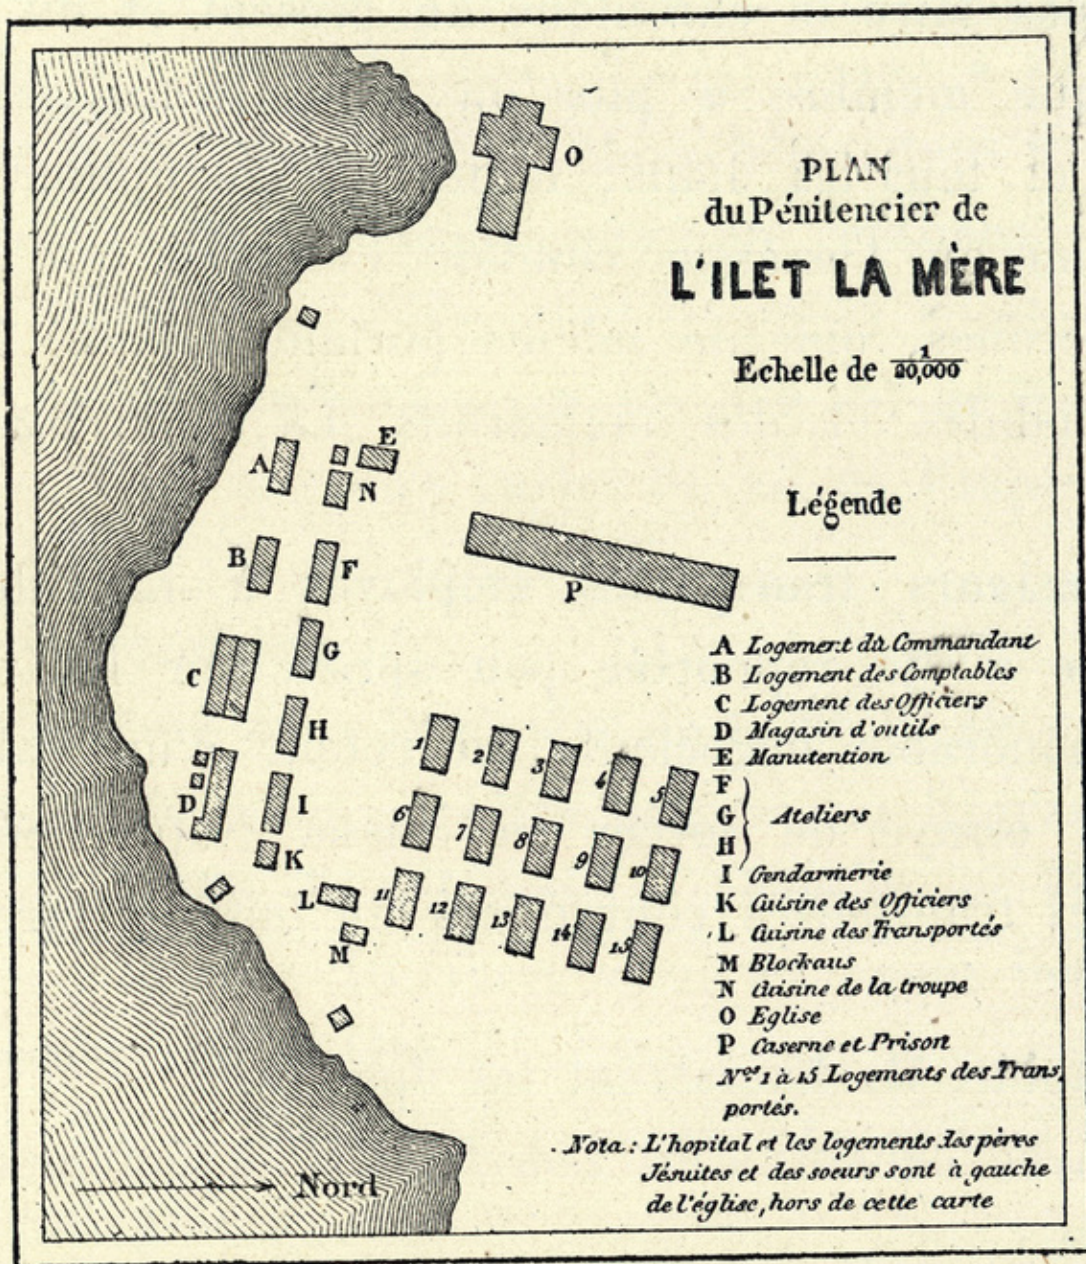 PLAN
du Pénitencier de
L'ILET LA MÈRE
Echelle de 1/20,000
Légende
A Logement du Commandant
B Logement des Comptables
C Logement des Officiers
D Magasin d'outils
E Manutention
F
G Ateliers
H
I Gendarmerie
K Cuisine des Officiers
L Cuisine des Transportés
M Blockaus
N Cuisine de la troupe
O Eglise
P Caserne et Prison
Nos 1 à 15 Logements des Trans,
portés.
Nota: L'hopital et les logements des pères
Jésuites et des soeurs sont à gauche
de l'église, hors de cette carte
O
E
A
N
B
F
P
G
C
H
1
2
3
4
5
D
I
6
7
8
9
10
K
L
11
12
13
14
15
M
Nord